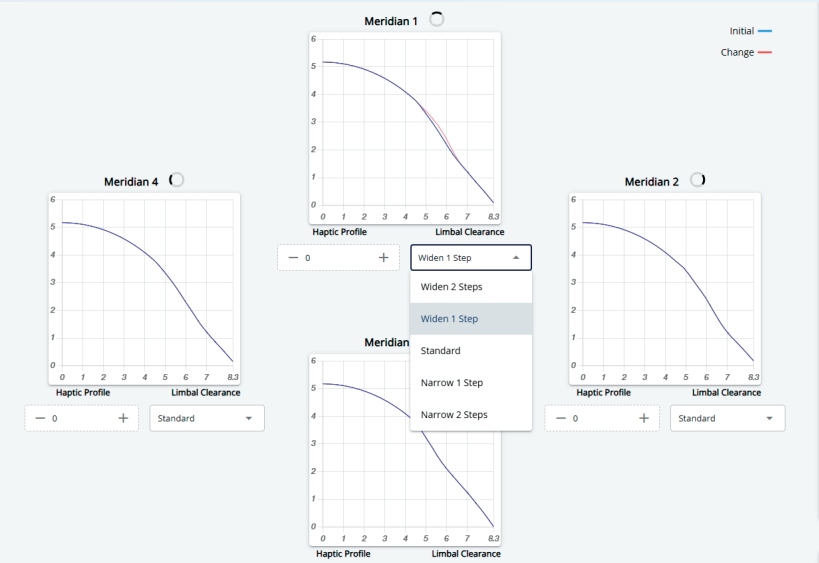 Meridian 1
Initial
Change
6
5
4
3
2
1
0
0 1 2 3 4 5 6 7 8.3
Haptic Profile Limbal Clearance
− 0 +
Widen 1 Step
Widen 2 Steps
Widen 1 Step
Standard
Narrow 1 Step
Narrow 2 Steps
Meridian 4
6
5
4
3
2
1
0
0 1 2 3 4 5 6 7 8.3
Haptic Profile Limbal Clearance
− 0 +
Standard
Meridian 2
6
5
4
3
2
1
0
0 1 2 3 4 5 6 7 8.3
Haptic Profile Limbal Clearance
− 0 +
Standard
Meridian
6
5
4
3
2
1
0
0 1 2 3 4 5 6 7 8.3
Haptic Profile Limbal Clearance